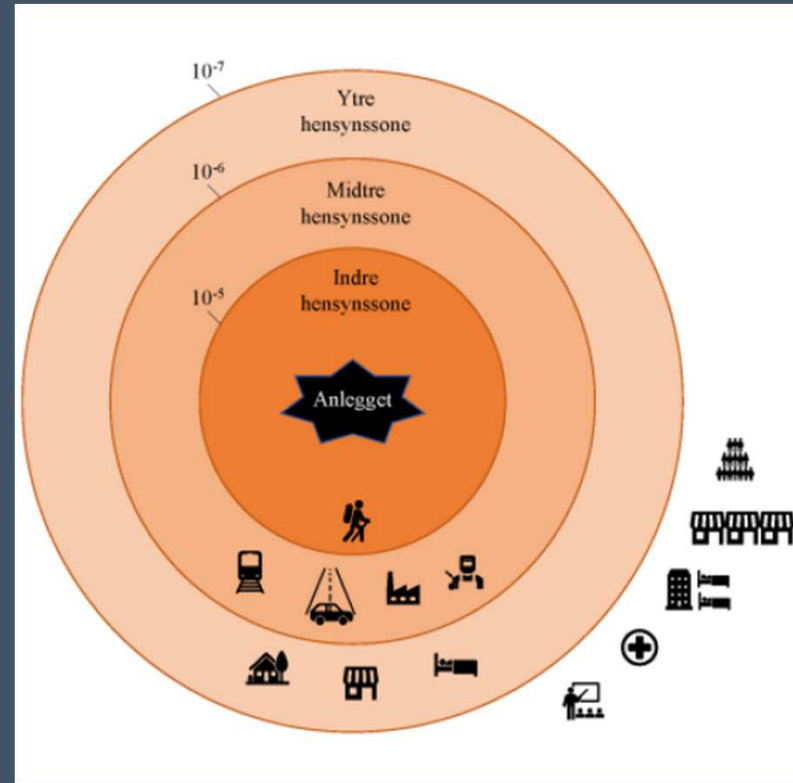 10⁻⁷
Ytre
hensynssone
10⁻⁶
Midtre
hensynssone
10⁻⁵
Indre
hensynssone
Anlegget